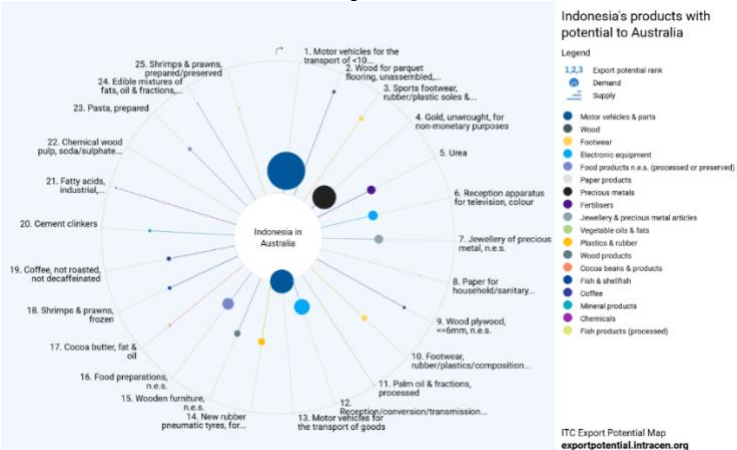 Indonesia's products with
potential to Australia
Legend
1,2,3 Export potential rank
Demand
Supply
Motor vehicles & parts
Wood
Footwear
Electronic equipment
Food products n.e.s. (processed or preserved)
Paper products
Precious metals
Fertilisers
Jewellery & precious metal articles
Vegetable oils & fats
Plastics & rubber
Wood products
Cocoa beans & products
Fish & shellfish
Coffee
Mineral products
Chemicals
Fish products (processed)
1. Motor vehicles for the
transport of <10...
2. Wood for parquet
flooring, unassembled,...
3. Sports footwear,
rubber/plastic soles &...
4. Gold, unwrought, for
non-monetary purposes
5. Urea
6. Reception apparatus
for television, colour
7. Jewellery of precious
metal, n.e.s.
8. Paper for
household/sanitary...
9. Wood plywood,
<=6mm, n.e.s.
10. Footwear,
rubber/plastics/composition...
11. Palm oil & fractions,
processed
12.
Reception/conversion/transmission...
13. Motor vehicles for
the transport of goods
14. New rubber
pneumatic tyres, for...
15. Wooden furniture,
n.e.s.
16. Food preparations,
n.e.s.
17. Cocoa butter, fat &
oil
18. Shrimps & prawns,
frozen
19. Coffee, not roasted,
not decaffeinated
20. Cement clinkers
21. Fatty acids,
industrial,...
22. Chemical wood
pulp, soda/sulphate...
23. Pasta, prepared
24. Edible mixtures of
fats, oil & fractions,...
25. Shrimps & prawns,
prepared/preserved
Indonesia in
Australia
ITC Export Potential Map
exportpotential.intracen.org